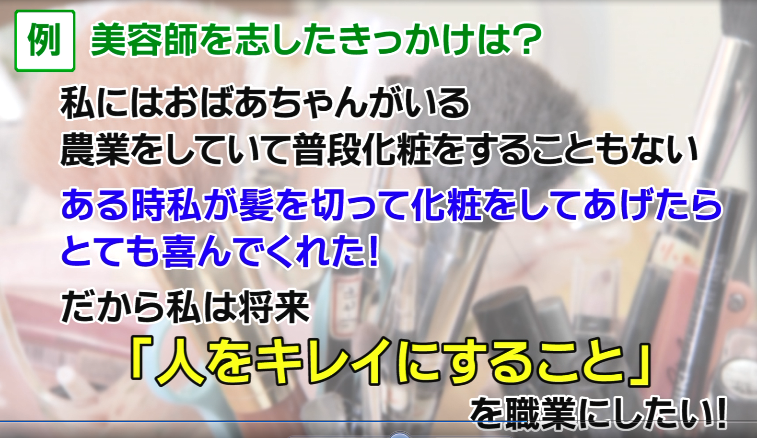 例 美容師を志したきっかけは?
私にはおばあちゃんがいる
農業をしていて普段化粧をすることもない
ある時私が髪を切って化粧をしてあげたら
とても喜んでくれた!
だから私は将来
「人をキレイにすること」
を職業にしたい!